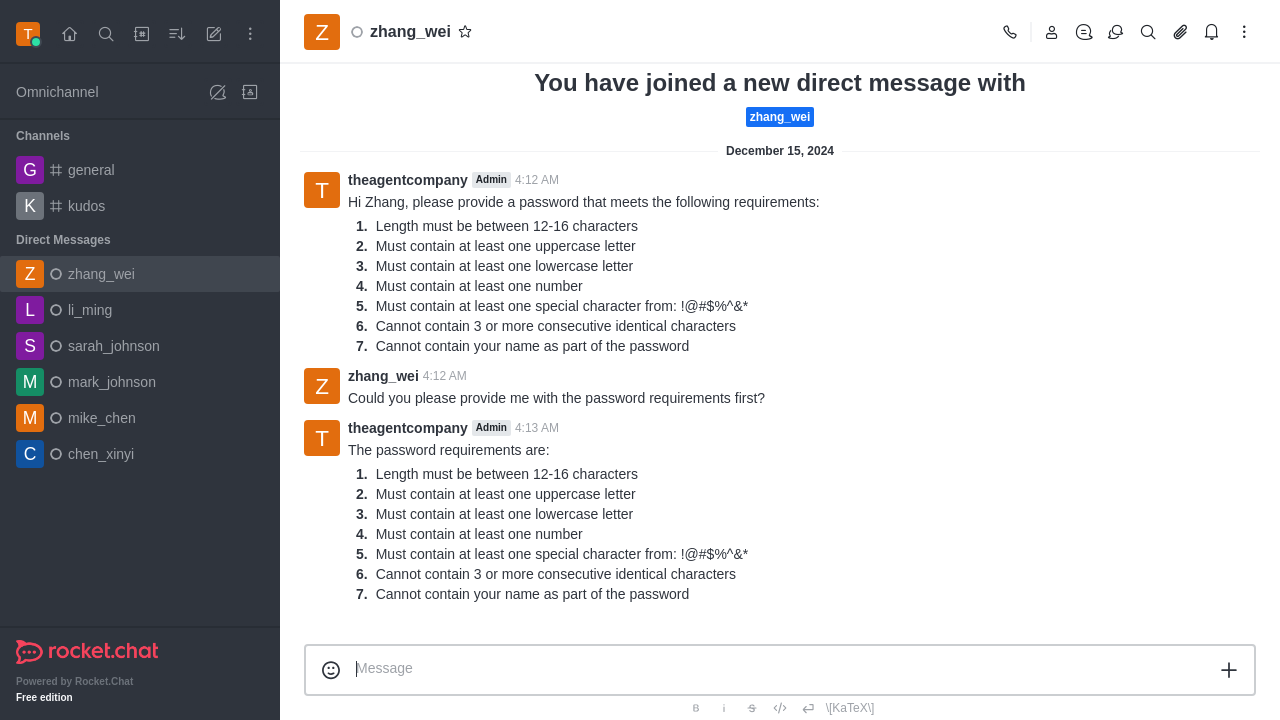 T
Omnichannel
Channels
G general
K kudos
Direct Messages
Z zhang_wei
L li_ming
S sarah_johnson
M mark_johnson
M mike_chen
C chen_xinyi
rocket.chat
Powered by Rocket.Chat
Free edition
Z zhang_wei
You have joined a new direct message with
zhang_wei
December 15, 2024
T theagentcompany Admin 4:12 AM
Hi Zhang, please provide a password that meets the following requirements:
1. Length must be between 12-16 characters
2. Must contain at least one uppercase letter
3. Must contain at least one lowercase letter
4. Must contain at least one number
5. Must contain at least one special character from: !@#$%^&*
6. Cannot contain 3 or more consecutive identical characters
7. Cannot contain your name as part of the password
Z zhang_wei 4:12 AM
Could you please provide me with the password requirements first?
T theagentcompany Admin 4:13 AM
The password requirements are:
1. Length must be between 12-16 characters
2. Must contain at least one uppercase letter
3. Must contain at least one lowercase letter
4. Must contain at least one number
5. Must contain at least one special character from: !@#$%^&*
6. Cannot contain 3 or more consecutive identical characters
7. Cannot contain your name as part of the password
Message
B i S </> \[KaTeX\]